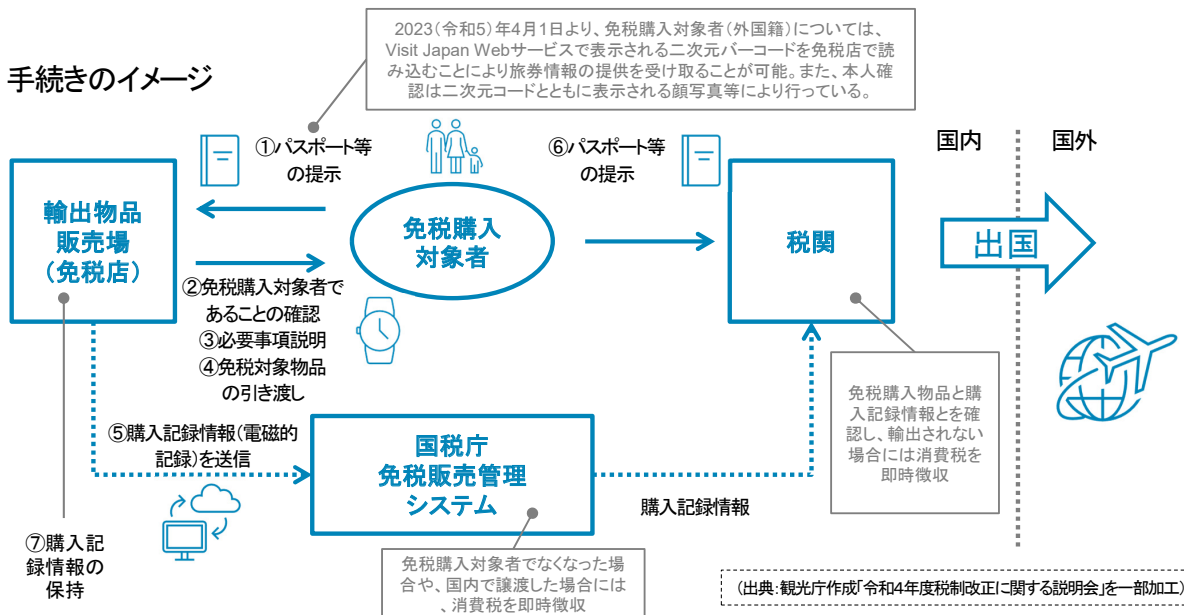 2023(令和5)年4月1日より、免税購入対象者(外国籍)については、
Visit Japan Webサービスで表示される二次元バーコードを免税店で読
み込むことにより旅券情報の提供を受け取ることが可能。また、本人確
認は二次元コードとともに表示される顔写真等により行っている。
手続きのイメージ
①パスポート等
の提示
⑥パスポート等
の提示
国内
国外
輸出物品
販売場
(免税店)
免税購入
対象者
税関
出国
②免税購入対象者で
あることの確認
③必要事項説明
④免税対象物品
の引き渡し
免税購入物品と購
入記録情報とを確
認し、輸出されない
場合には消費税を
即時徴収
⑤購入記録情報(電磁的
記録)を送信
国税庁
免税販売管理
システム
購入記録情報
⑦購入記
録情報の
保持
免税購入対象者でなくなった場
合や、国内で譲渡した場合には
、消費税を即時徴収
(出典:観光庁作成「令和4年度税制改正に関する説明会」を一部加工)